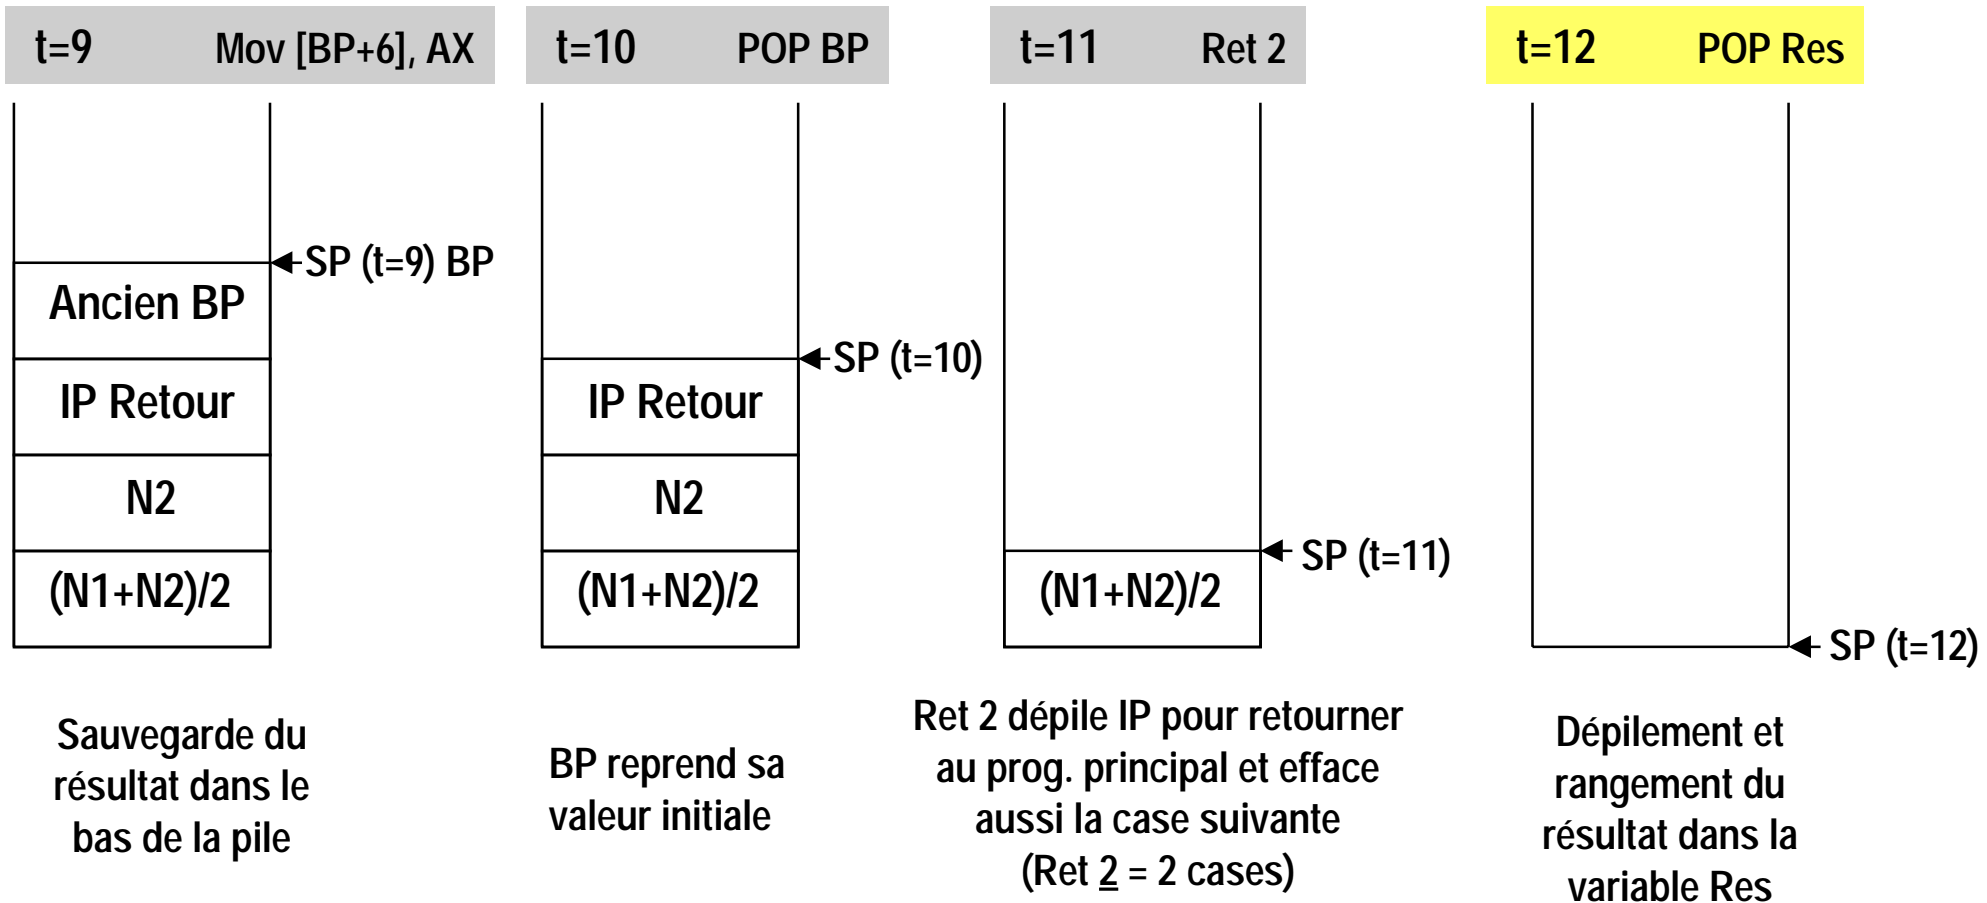 t=9 Mov [BP+6], AX
SP (t=9) BP
Ancien BP
IP Retour
N2
(N1+N2)/2
Sauvegarde du
résultat dans le
bas de la pile
t=10 POP BP
SP (t=10)
IP Retour
N2
(N1+N2)/2
BP reprend sa
valeur initiale
t=11 Ret 2
SP (t=11)
(N1+N2)/2
Ret 2 dépile IP pour retourner
au prog. principal et efface
aussi la case suivante
(Ret 2 = 2 cases)
t=12 POP Res
SP (t=12)
Dépilement et
rangement du
résultat dans la
variable Res